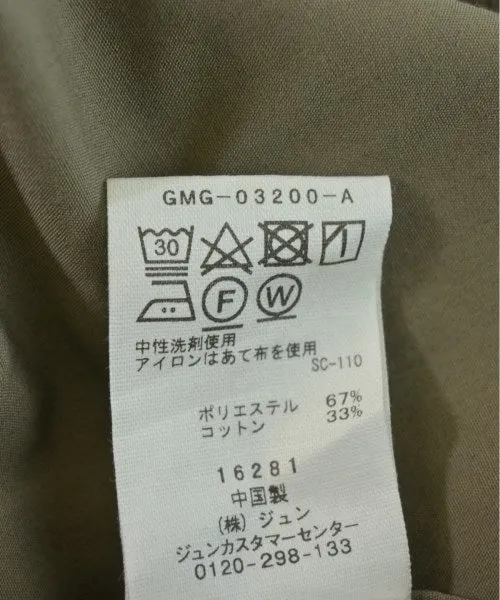 GMG-03200-A
30
F W
中性洗剤使用
アイロンはあて布を使用
SC-110
ポリエステル 67%
コットン 33%
16281
中国製
(株)ジュン
ジュンカスタマーセンター
0120-298-133